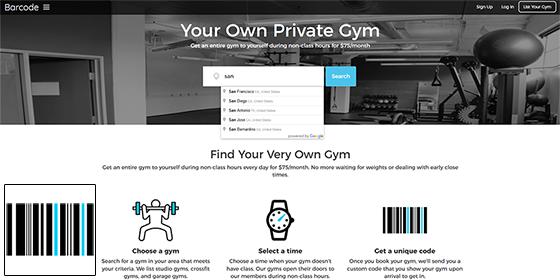 Barcode
Sign Up Log In List Your Gym
Your Own Private Gym
Get an entire gym to yourself during non-class hours for $75/month
san Search
San Francisco CA, United States
San Diego CA, United States
San Antonio TX, United States
San Jose CA, United States
San Bernardino CA, United States
powered by Google
Find Your Very Own Gym
Get an entire gym to yourself during non-class hours every day for $75/month. No more waiting for weights or dealing with early close
times.
Choose a gym
Search for a gym in your area that meets
your criteria. We list studio gyms, crossfit
gyms, and garage gyms.
Select a time
Choose a time when your gym doesn't
have class. Our gyms open their doors to
our members during non-class hours.
Get a unique code
Once you book your gym, we'll send you a
custom code that you show your gym upon
arrival to get in.